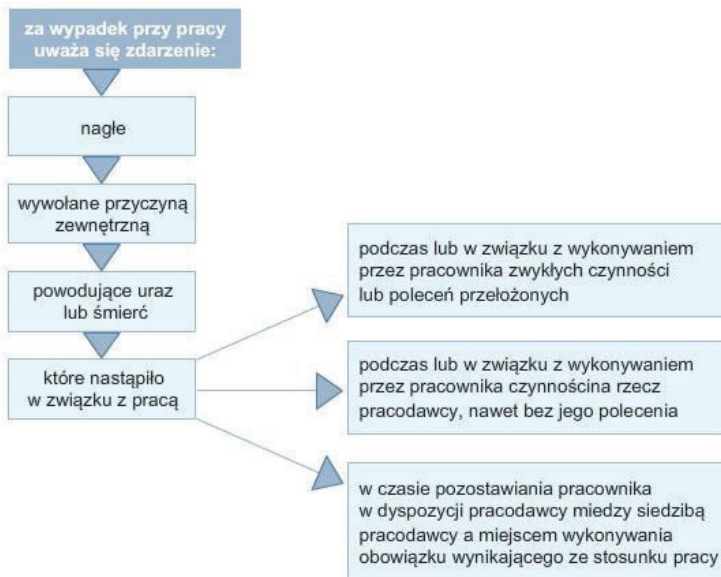 za wypadek przy pracy
uważa się zdarzenie:
nagłe
wywołane przyczyną
zewnętrzną
powodujące uraz
lub śmierć
które nastąpiło
w związku z pracą
podczas lub w związku z wykonywaniem
przez pracownika zwykłych czynności
lub poleceń przełożonych
podczas lub w związku z wykonywaniem
przez pracownika czynnościna rzecz
pracodawcy, nawet bez jego polecenia
w czasie pozostawiania pracownika
w dyspozycji pracodawcy miedzy siedzibą
pracodawcy a miejscem wykonywania
obowiązku wynikającego ze stosunku pracy